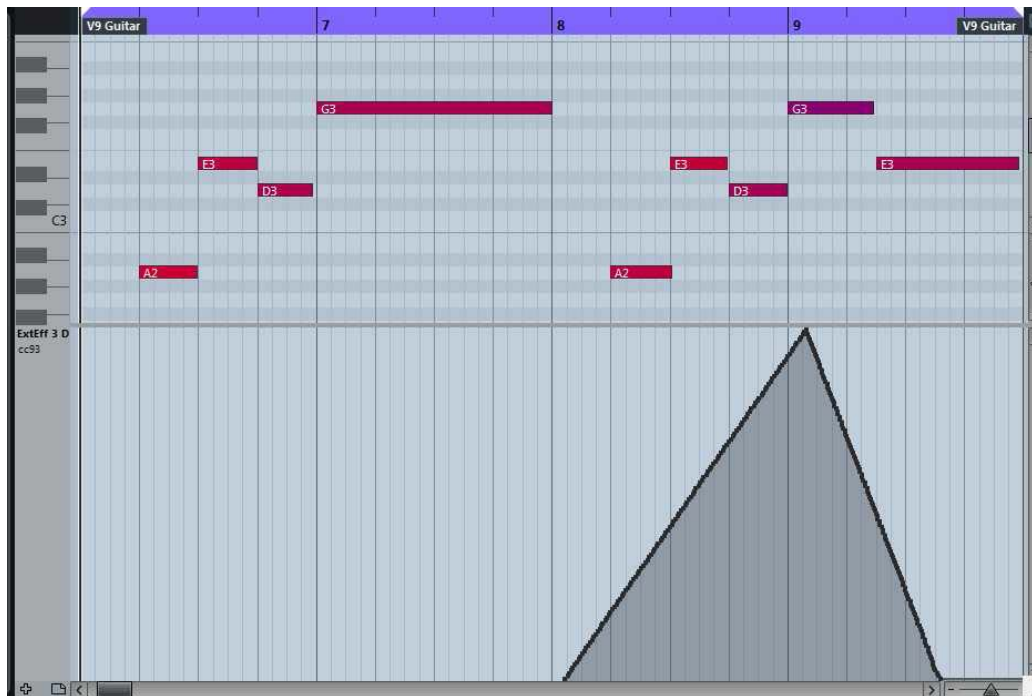 V9 Guitar 7 8 9 V9 Guitar
G3 G3
E3 E3 E3
D3 D3
C3
A2 A2
ExtEff 3 D
cc93